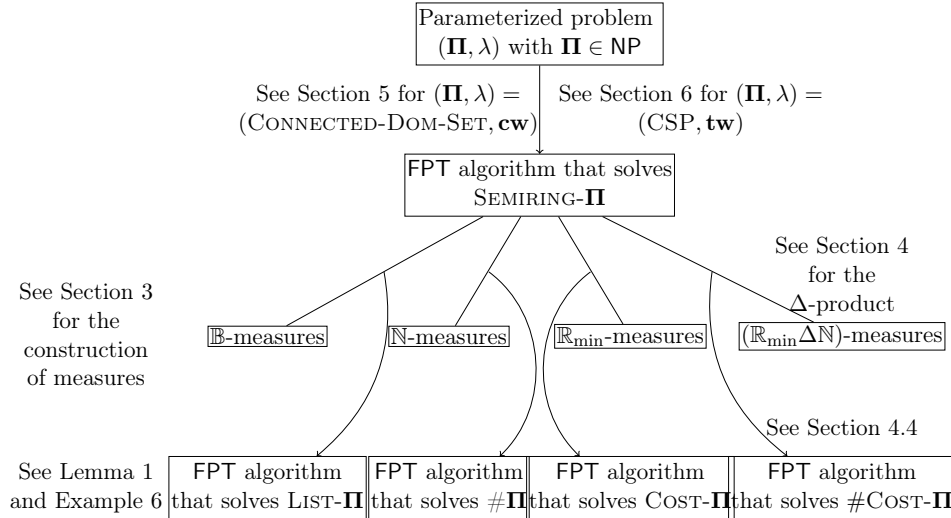 Parameterized problem
(Π, λ) with Π ∈ NP
See Section 5 for (Π, λ) =
(CONNECTED-DOM-SET, cw)
See Section 6 for (Π, λ) =
(CSP, tw)
FPT algorithm that solves
SEMIRING-Π
See Section 4
for the
Δ-product
See Section 3
for the
construction
of measures
𝔹-measures
ℕ-measures
ℝmin-measures
(ℝminΔℕ)-measures
See Section 4.4
See Lemma 1
and Example 6
FPT algorithm
that solves LIST-Π
FPT algorithm
that solves #Π
FPT algorithm
that solves COST-Π
FPT algorithm
that solves #COST-Π